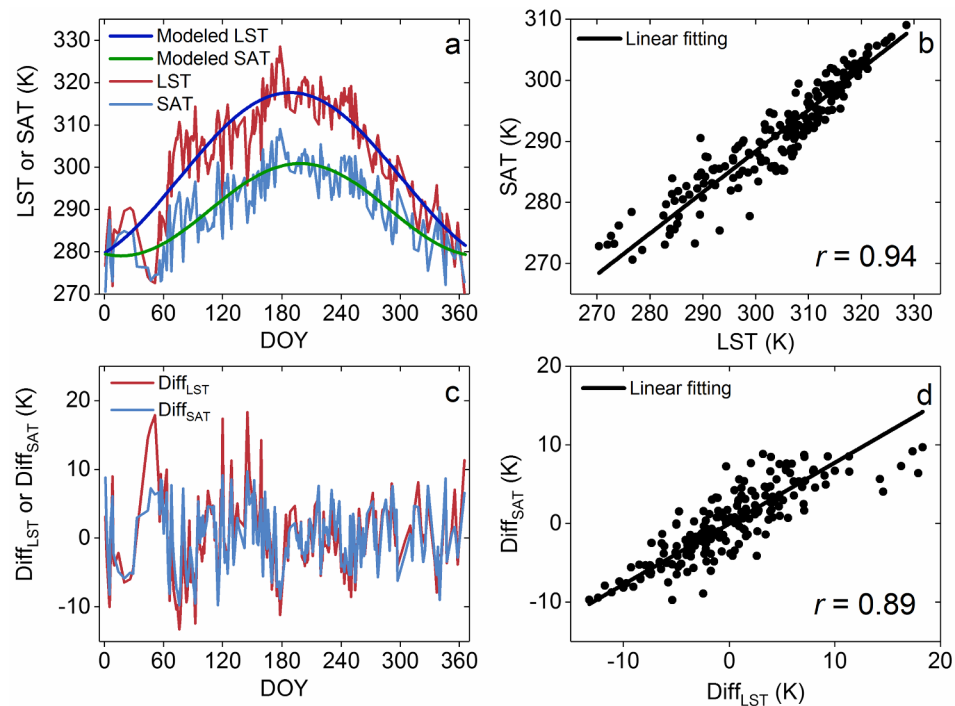 a
Modeled LST
Modeled SAT
LST
SAT
LST or SAT (K)
330
320
310
300
290
280
270
0 60 120 180 240 300 360
DOY
b
Linear fitting
SAT (K)
310
300
290
280
270
r = 0.94
270 280 290 300 310 320 330
LST (K)
c
Diff_LST
Diff_SAT
Diff_LST or Diff_SAT (K)
20
10
0
-10
0 60 120 180 240 300 360
DOY
d
Linear fitting
Diff_SAT (K)
20
10
0
-10
r = 0.89
-10 0 10 20
Diff_LST (K)